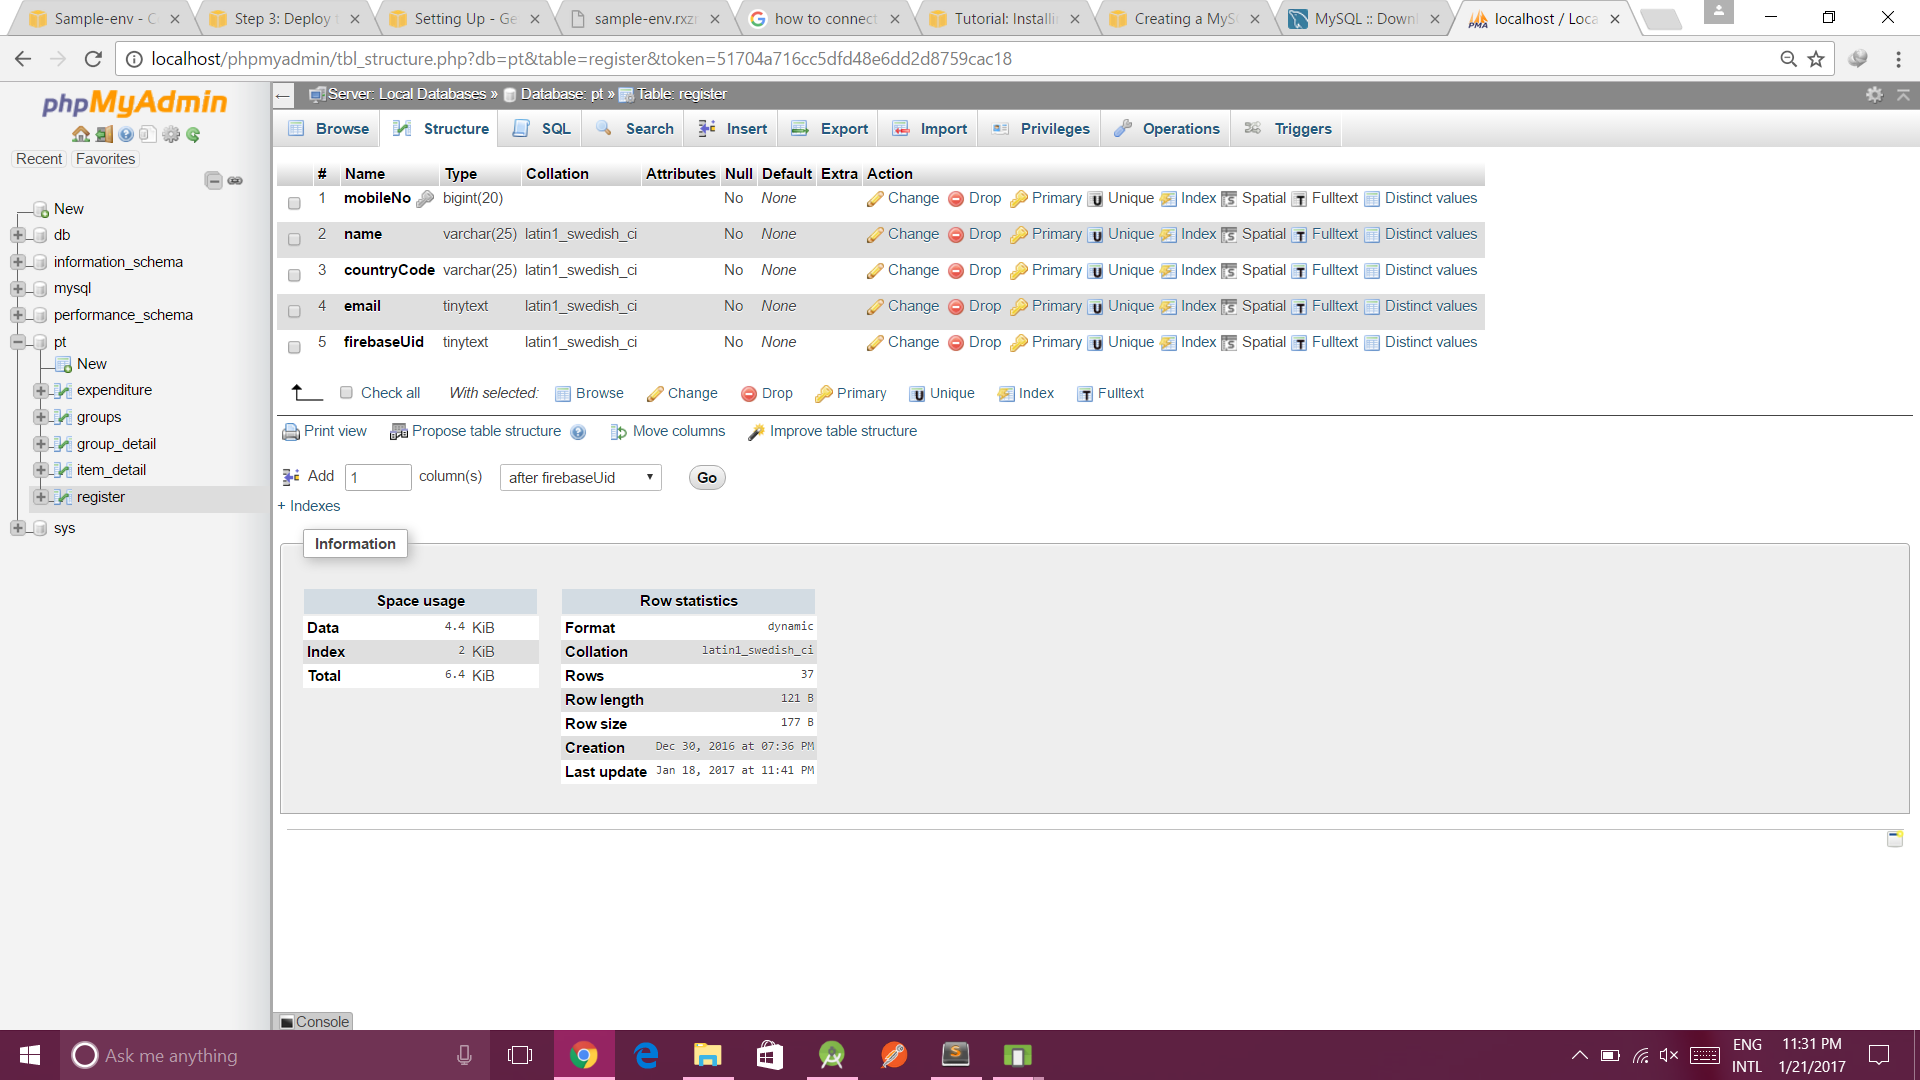 Sample-env - C
Step 3: Deploy t
Setting Up - Ge
sample-env.rxzr
how to connect
Tutorial: Installi
Creating a MyS
MySQL :: Downl
localhost / Loca
localhost/phpmyadmin/tbl_structure.php?db=pt&table=register&token=51704a716cc5dfd48e6dd2d8759cac18
phpMyAdmin
Recent Favorites
New
db
information_schema
mysql
performance_schema
pt
New
expenditure
groups
group_detail
item_detail
register
sys
Server: Local Databases » Database: pt » Table: register
Browse Structure SQL Search Insert Export Import Privileges Operations Triggers
# Name Type Collation Attributes Null Default Extra Action
1 mobileNo bigint(20) No None Change Drop Primary Unique Index Spatial Fulltext Distinct values
2 name varchar(25) latin1_swedish_ci No None Change Drop Primary Unique Index Spatial Fulltext Distinct values
3 countryCode varchar(25) latin1_swedish_ci No None Change Drop Primary Unique Index Spatial Fulltext Distinct values
4 email tinytext latin1_swedish_ci No None Change Drop Primary Unique Index Spatial Fulltext Distinct values
5 firebaseUid tinytext latin1_swedish_ci No None Change Drop Primary Unique Index Spatial Fulltext Distinct values
Check all With selected: Browse Change Drop Primary Unique Index Fulltext
Print view Propose table structure Move columns Improve table structure
Add 1 column(s) after firebaseUid Go
+ Indexes
Information
Space usage
Data 4.4 KiB
Index 2 KiB
Total 6.4 KiB
Row statistics
Format dynamic
Collation latin1_swedish_ci
Rows 37
Row length 121 B
Row size 177 B
Creation Dec 30, 2016 at 07:36 PM
Last update Jan 18, 2017 at 11:41 PM
Console
Ask me anything
ENG
INTL
11:31 PM
1/21/2017